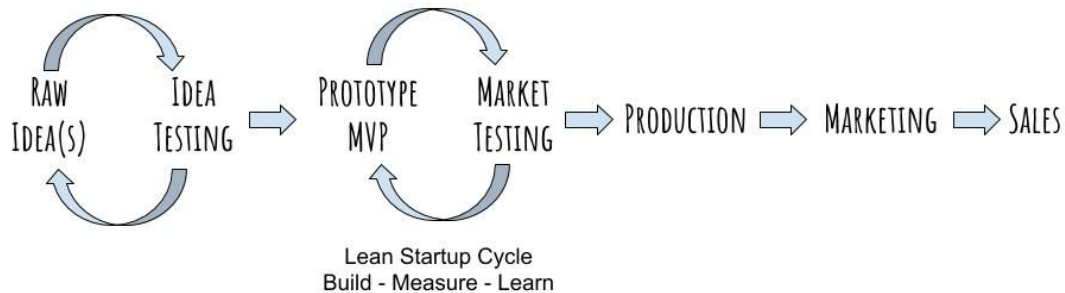 Raw
Idea(s)
Idea
Testing
Prototype
MVP
Market
Testing
Production
Marketing
Sales
Lean Startup Cycle
Build - Measure - Learn